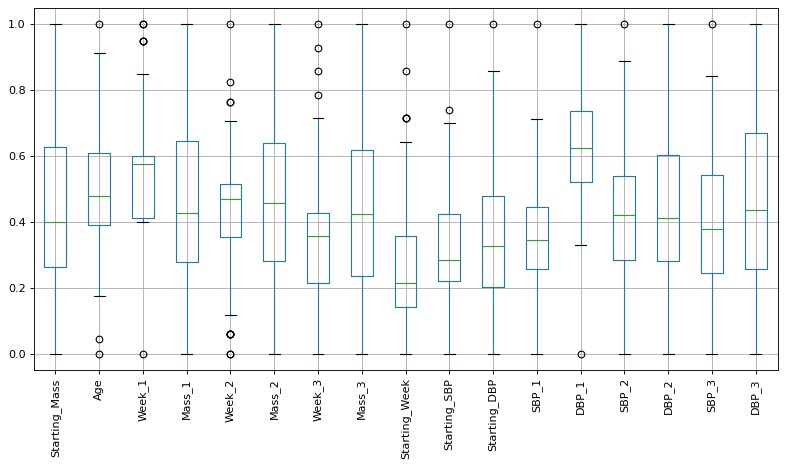 1.0
0.8
0.6
0.4
0.2
0.0
Starting_Mass
Age
Week_1
Mass_1
Week_2
Mass_2
Week_3
Mass_3
Starting_Week
Starting_SBP
Starting_DBP
SBP_1
DBP_1
SBP_2
DBP_2
SBP_3
DBP_3